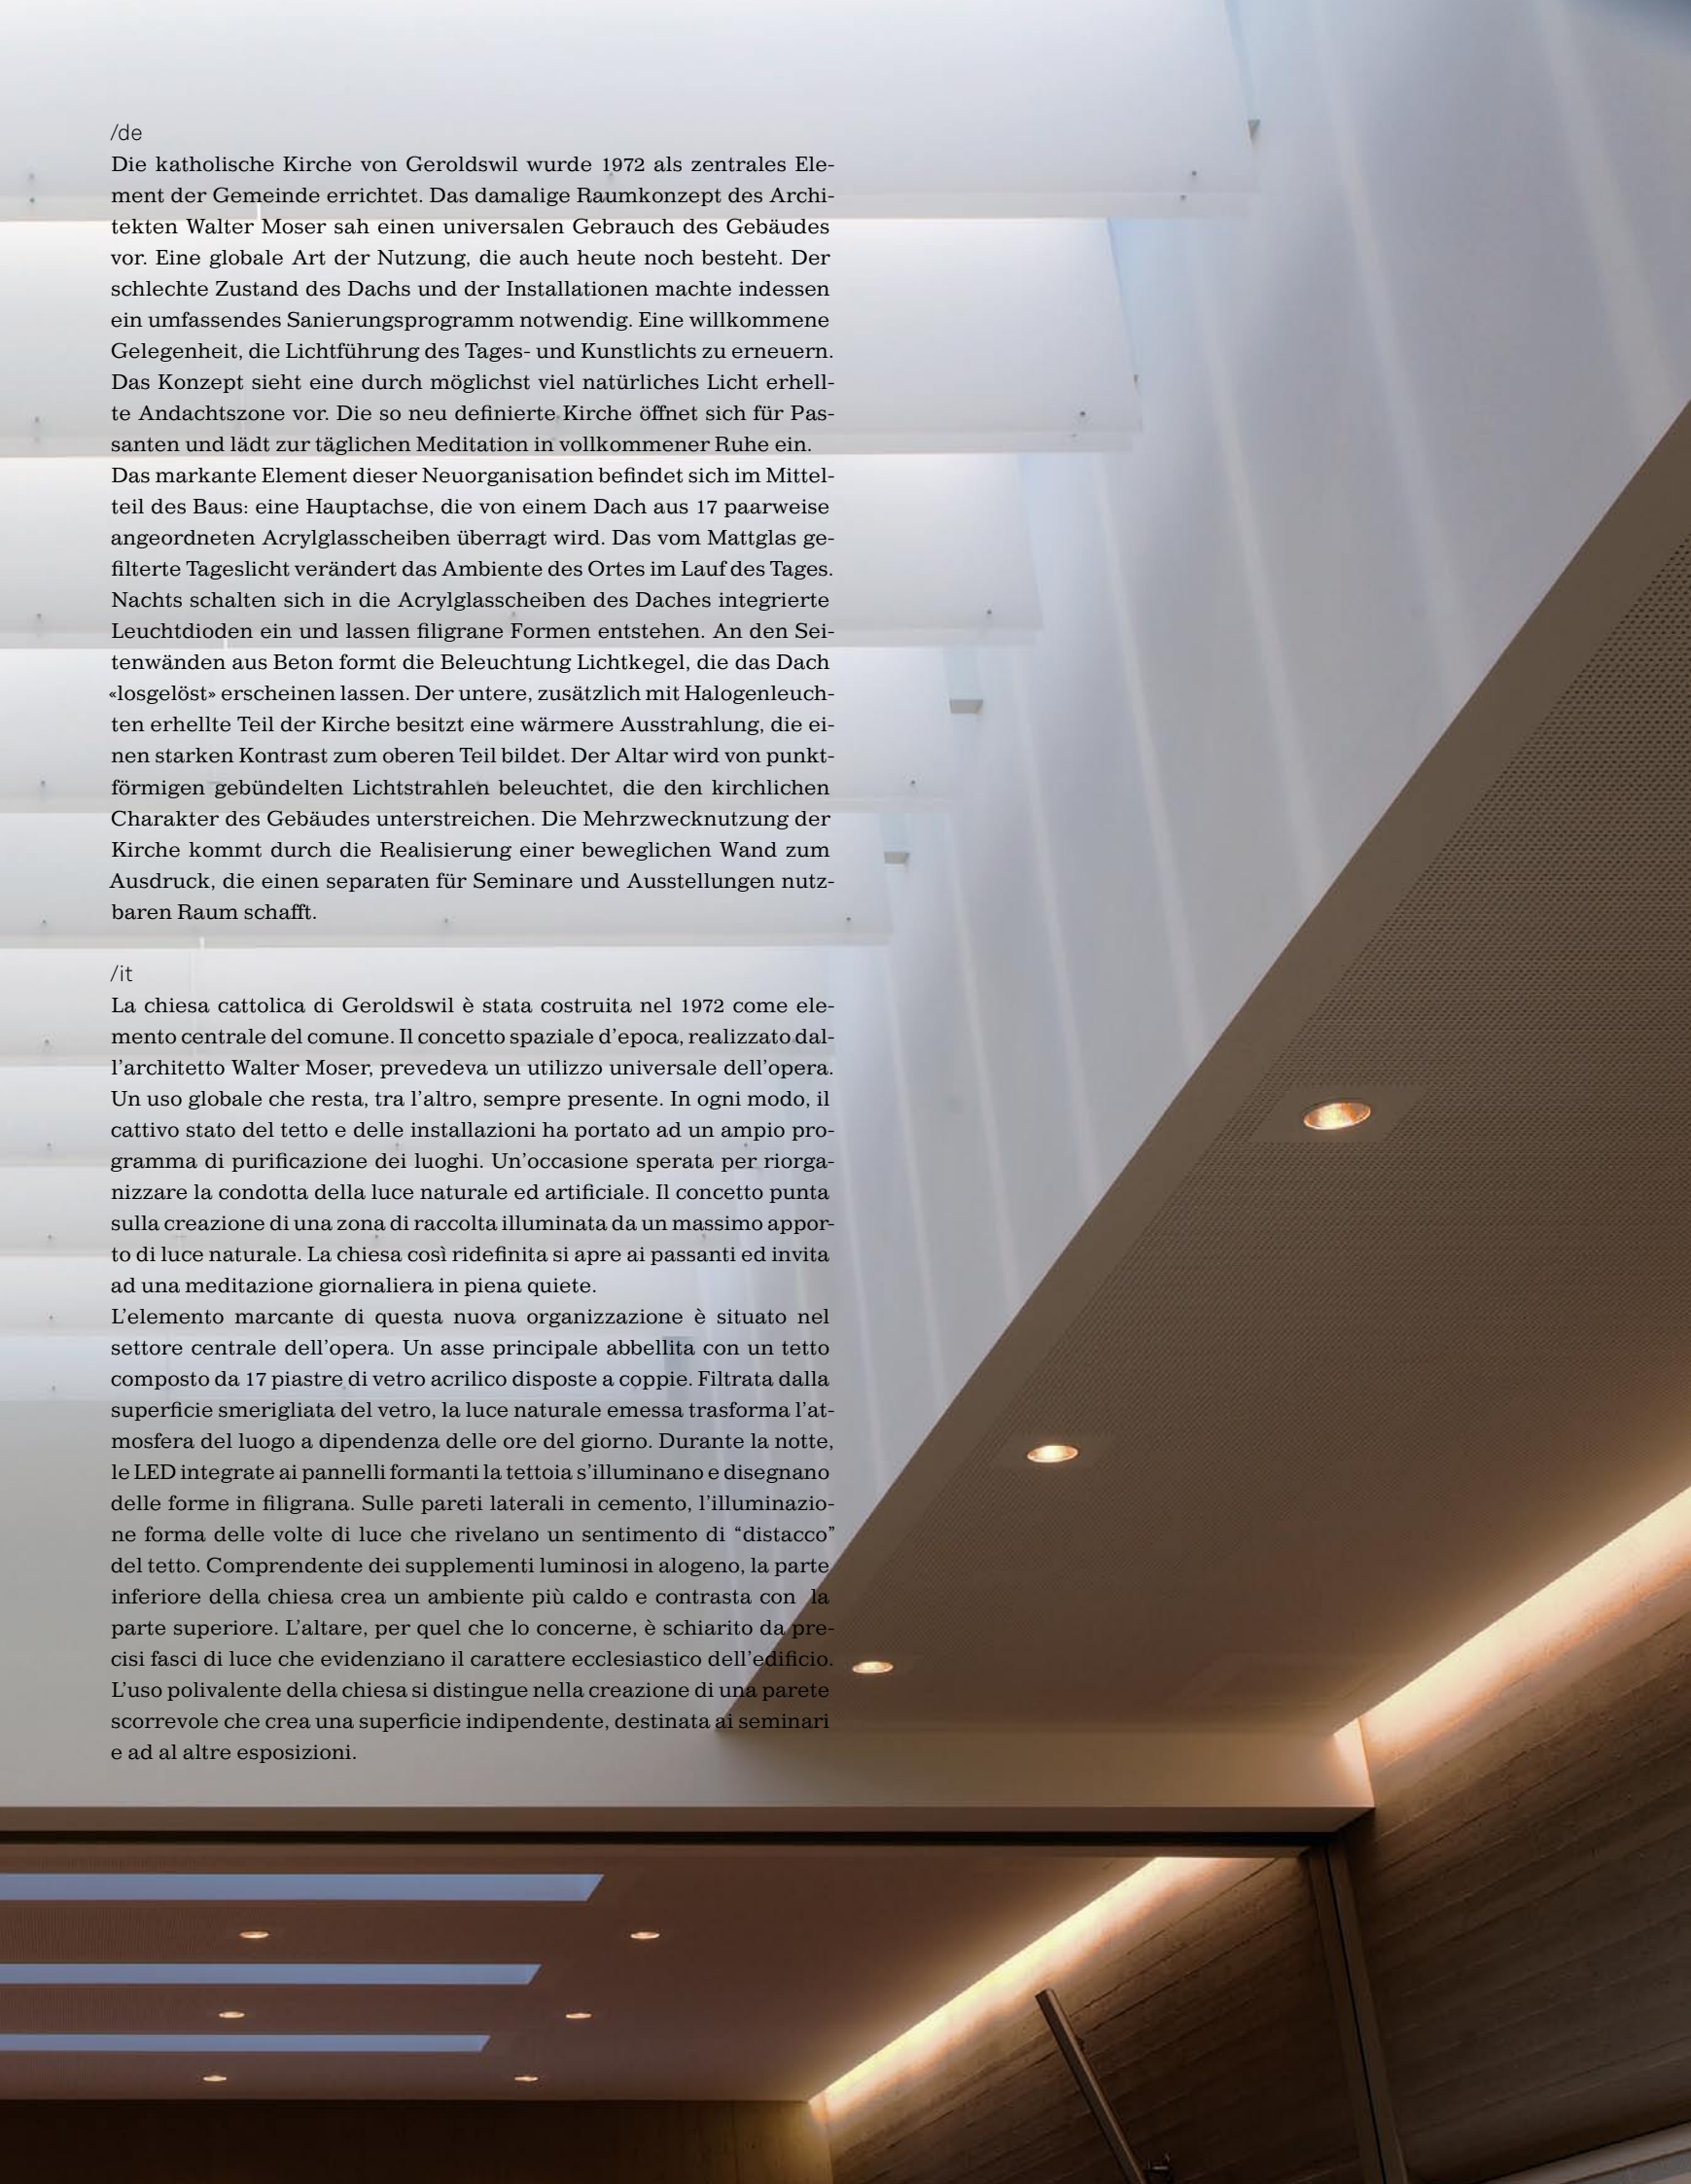 /de
Die katholische Kirche von Geroldswil wurde 1972 als zentrales Ele-
ment der Gemeinde errichtet. Das damalige Raumkonzept des Archi-
tekten Walter Moser sah einen universalen Gebrauch des Gebäudes
vor. Eine globale Art der Nutzung, die auch heute noch besteht. Der
schlechte Zustand des Dachs und der Installationen machte indessen
ein umfassendes Sanierungsprogramm notwendig. Eine willkommene
Gelegenheit, die Lichtführung des Tages- und Kunstlichts zu erneuern.
Das Konzept sieht eine durch möglichst viel natürliches Licht erhell-
te Andachtszone vor. Die so neu definierte Kirche öffnet sich für Pas-
santen und lädt zur täglichen Meditation in vollkommener Ruhe ein.
Das markante Element dieser Neuorganisation befindet sich im Mittel-
teil des Baus: eine Hauptachse, die von einem Dach aus 17 paarweise
angeordneten Acrylglasscheiben überragt wird. Das vom Mattglas ge-
filterte Tageslicht verändert das Ambiente des Ortes im Lauf des Tages.
Nachts schalten sich in die Acrylglasscheiben des Daches integrierte
Leuchtdioden ein und lassen filigrane Formen entstehen. An den Sei-
tenwänden aus Beton formt die Beleuchtung Lichtkegel, die das Dach
«losgelöst» erscheinen lassen. Der untere, zusätzlich mit Halogenleuch-
ten erhellte Teil der Kirche besitzt eine wärmere Ausstrahlung, die ei-
nen starken Kontrast zum oberen Teil bildet. Der Altar wird von punkt-
förmigen gebündelten Lichtstrahlen beleuchtet, die den kirchlichen
Charakter des Gebäudes unterstreichen. Die Mehrzwecknutzung der
Kirche kommt durch die Realisierung einer beweglichen Wand zum
Ausdruck, die einen separaten für Seminare und Ausstellungen nutz-
baren Raum schafft.
/it
La chiesa cattolica di Geroldswil è stata costruita nel 1972 come ele-
mento centrale del comune. Il concetto spaziale d'epoca, realizzato dal-
l'architetto Walter Moser, prevedeva un utilizzo universale dell'opera.
Un uso globale che resta, tra l'altro, sempre presente. In ogni modo, il
cattivo stato del tetto e delle installazioni ha portato ad un ampio pro-
gramma di purificazione dei luoghi. Un'occasione sperata per riorga-
nizzare la condotta della luce naturale ed artificiale. Il concetto punta
sulla creazione di una zona di raccolta illuminata da un massimo appor-
to di luce naturale. La chiesa così ridefinita si apre ai passanti ed invita
ad una meditazione giornaliera in piena quiete.
L'elemento marcante di questa nuova organizzazione è situato nel
settore centrale dell'opera. Un asse principale abbellita con un tetto
composto da 17 piastre di vetro acrilico disposte a coppie. Filtrata dalla
superficie smerigliata del vetro, la luce naturale emessa trasforma l'at-
mosfera del luogo a dipendenza delle ore del giorno. Durante la notte,
le LED integrate ai pannelli formanti la tettoia s'illuminano e disegnano
delle forme in filigrana. Sulle pareti laterali in cemento, l'illuminazio-
ne forma delle volte di luce che rivelano un sentimento di “distacco”
del tetto. Comprendente dei supplementi luminosi in alogeno, la parte
inferiore della chiesa crea un ambiente più caldo e contrasta con la
parte superiore. L'altare, per quel che lo concerne, è schiarito da pre-
cisi fasci di luce che evidenziano il carattere ecclesiastico dell'edificio.
L'uso polivalente della chiesa si distingue nella creazione di una parete
scorrevole che crea una superficie indipendente, destinata ai seminari
e ad al altre esposizioni.